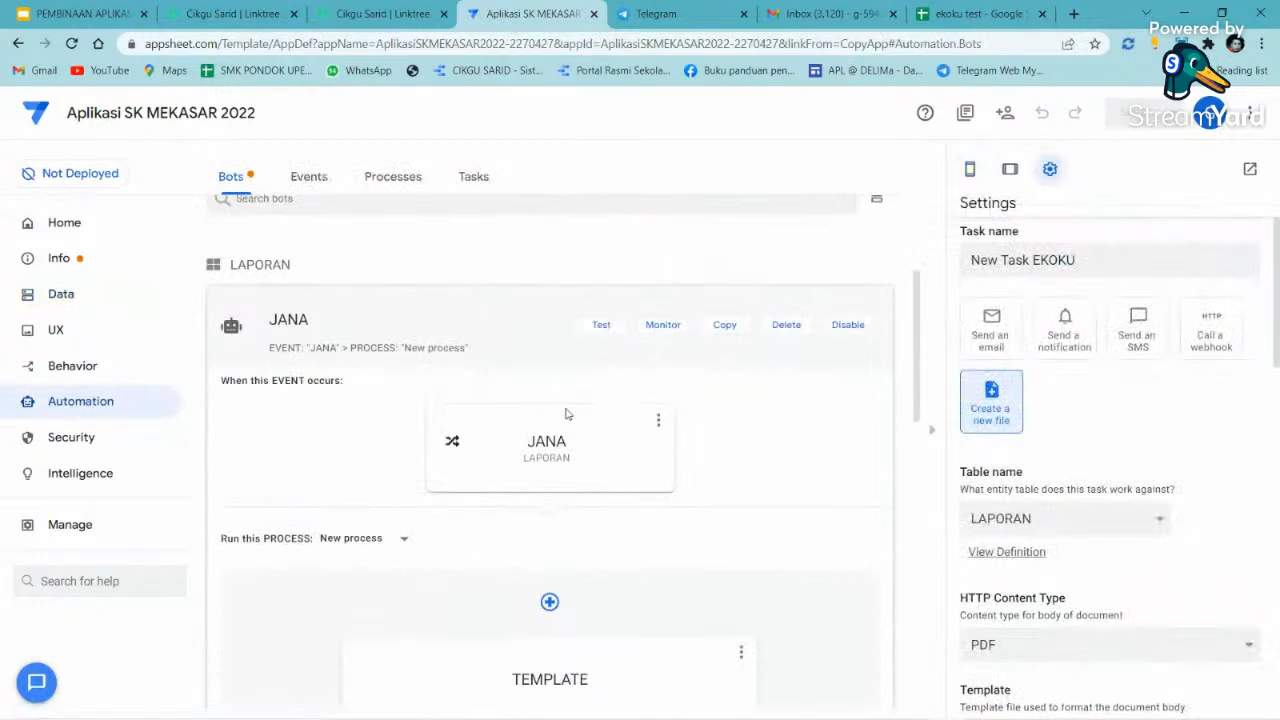 PEMBINAAN APLIKAS
Cikgu Sarid | Linktree
Cikgu Sarid | Linktree
Aplikasi SK MEKASAR
Telegram
Inbox (3,120) - g-594
ekoku test - Google
appsheet.com/Template/AppDef?appName=AplikasiSKMEKASAR2022-2270427&appId=AplikasiSKMEKASAR2022-2270427&linkFrom=CopyApp#Automation.Bots
Powered by
Gmail
YouTube
Maps
SMK PONDOK UPE...
WhatsApp
CIKGU SARID - Sist...
Portal Rasmi Sekola...
Buku panduan pen...
APL @ DELIMa - Da...
Telegram Web My...
Reading list
StreamYard
Aplikasi SK MEKASAR 2022
Not Deployed
Bots
Events
Processes
Tasks
Home
Info
Data
UX
Behavior
Automation
Security
Intelligence
Manage
Search for help
Search bots
LAPORAN
JANA
Test
Monitor
Copy
Delete
Disable
EVENT: "JANA" > PROCESS: "New process"
When this EVENT occurs:
JANA
LAPORAN
Run this PROCESS: New process
TEMPLATE
Settings
Task name
New Task EKOKU
Send an email
Send a notification
Send an SMS
HTTP
Call a webhook
Create a new file
Table name
What entity table does this task work against?
LAPORAN
View Definition
HTTP Content Type
Content type for body of document
PDF
Template
Template file used to format the document body